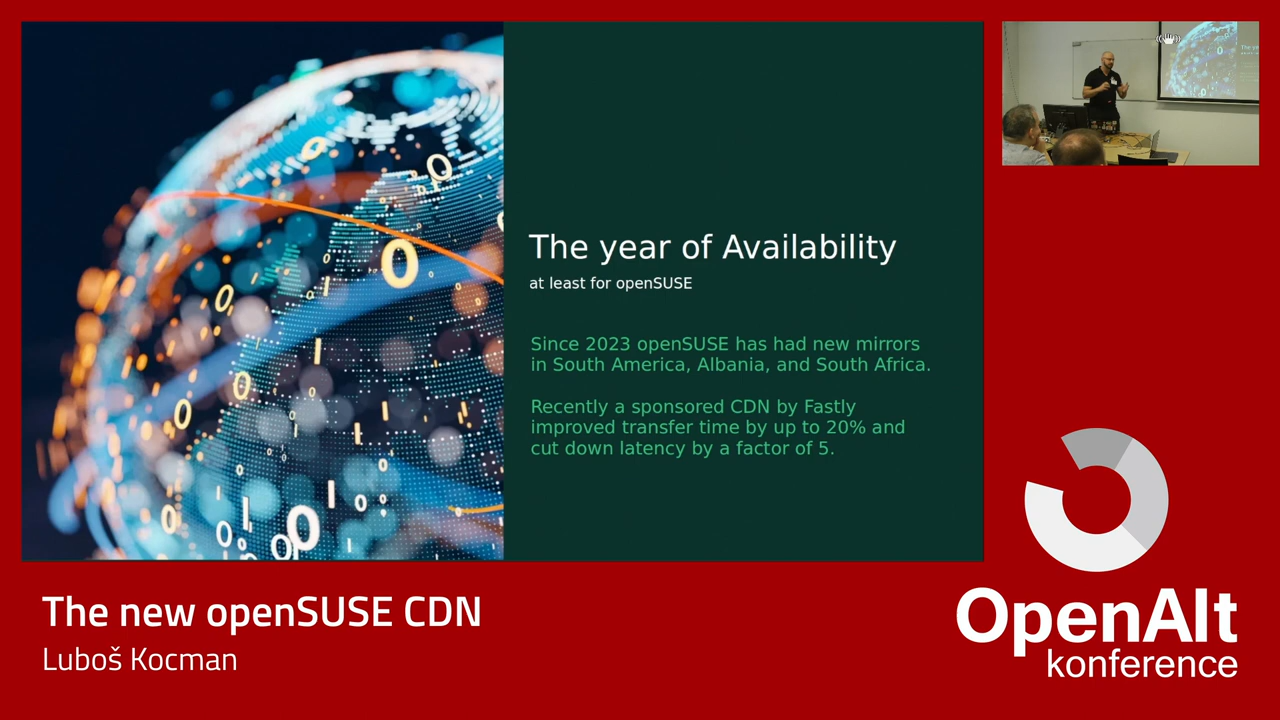 The year of Availability
at least for openSUSE
Since 2023 openSUSE has had new mirrors
in South America, Albania, and South Africa.
Recently a sponsored CDN by Fastly
improved transfer time by up to 20% and
cut down latency by a factor of 5.
The new openSUSE CDN
Luboš Kocman
OpenAlt
konference